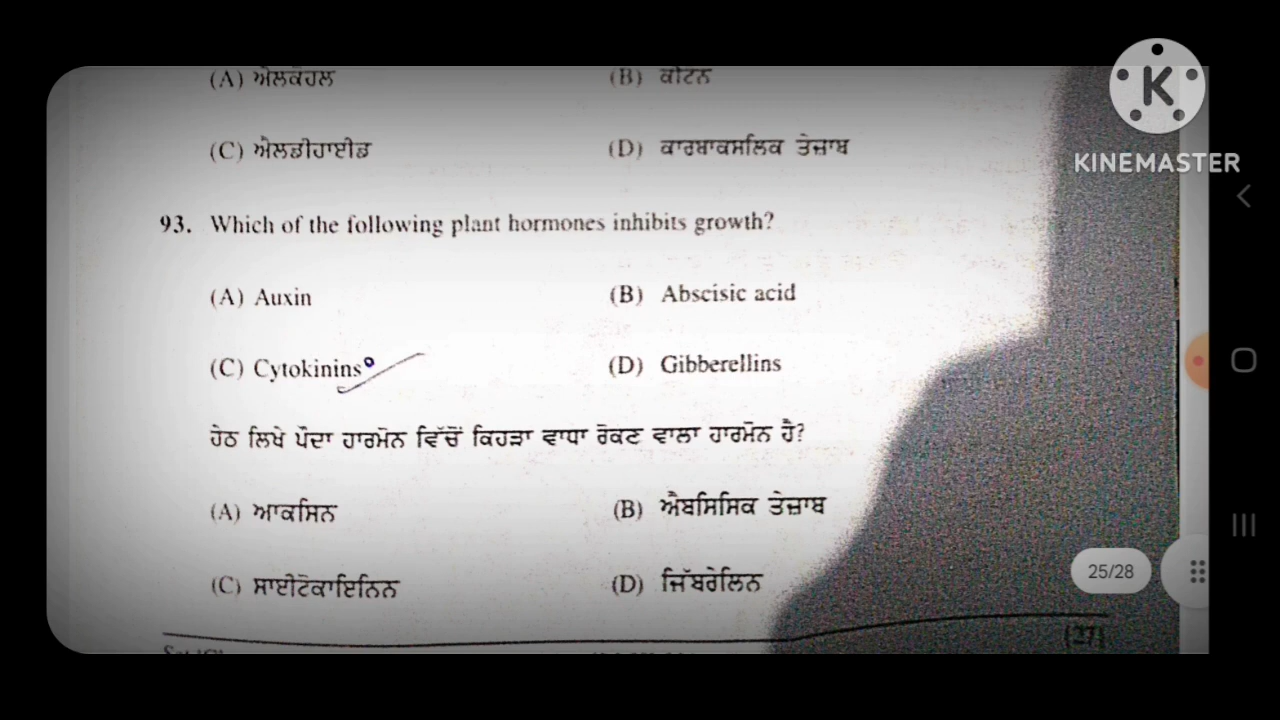 (A) ਐਲਕੋਹਲ (B) ਕੀਟਨ
(C) ਐਲਡੀਹਾਈਡ (D) ਕਾਰਬਾਕਸਲਿਕ ਤੇਜ਼ਾਬ
KINEMASTER
93. Which of the following plant hormones inhibits growth?
(A) Auxin (B) Abscisic acid
(C) Cytokinins (D) Gibberellins
ਹੇਠ ਲਿਖੇ ਪੌਦਾ ਹਾਰਮੋਨ ਵਿੱਚੋਂ ਕਿਹੜਾ ਵਾਧਾ ਰੋਕਣ ਵਾਲਾ ਹਾਰਮੋਨ ਹੈ?
(A) ਆਕਸਿਨ (B) ਐਬਸਿਸਿਕ ਤੇਜ਼ਾਬ
(C) ਸਾਈਟੋਕਾਇਨਿਨ (D) ਜਿੱਬਰੇਲਿਨ
25/28
(27)